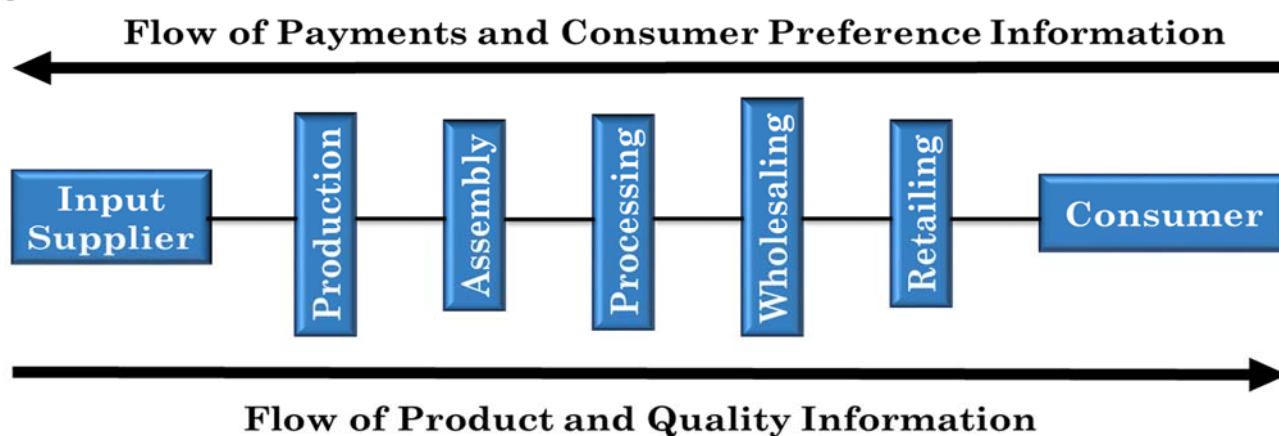 Flow of Payments and Consumer Preference Information
Input
Supplier
Production
Assembly
Processing
Wholesaling
Retailing
Consumer
Flow of Product and Quality Information